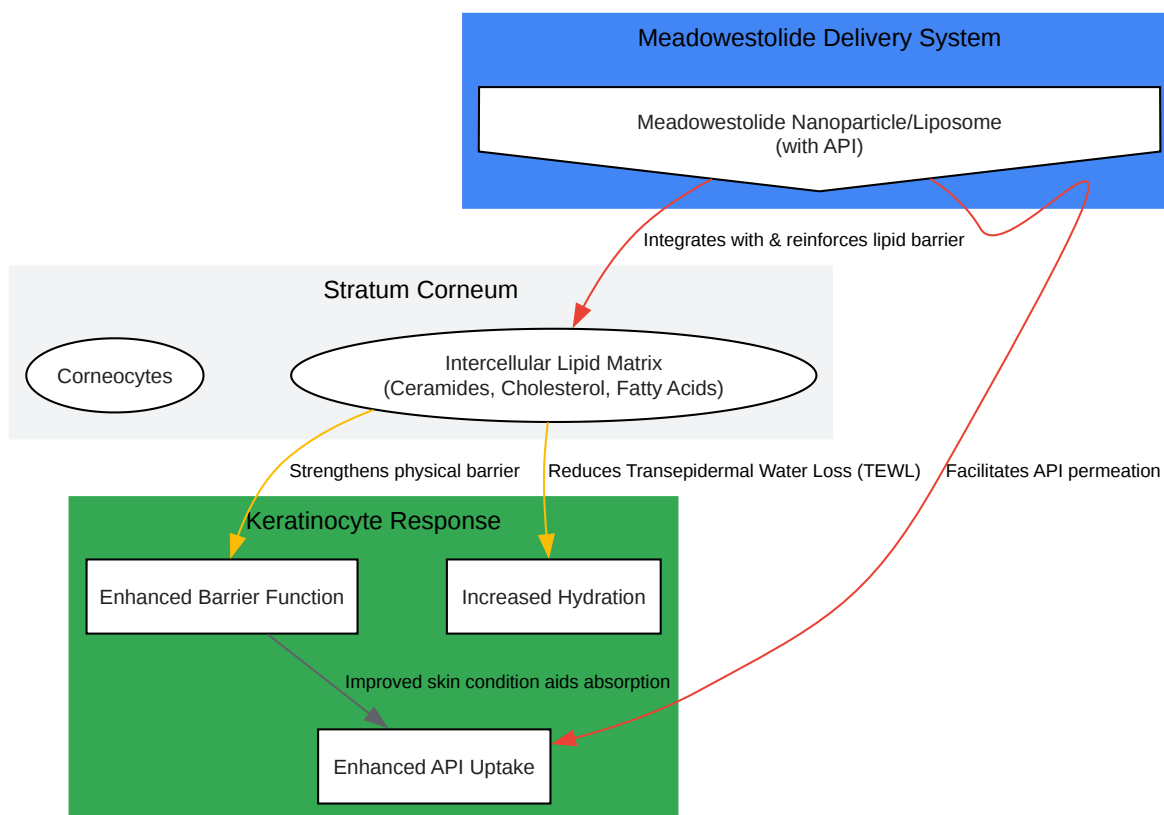 Meadowestolide Delivery System
Meadowestolide Nanoparticle/Liposome
(with API)
Integrates with & reinforces lipid barrier
Stratum Corneum
Corneocytes
Intercellular Lipid Matrix
(Ceramides, Cholesterol, Fatty Acids)
Strengthens physical barrier
Reduces Transepidermal Water Loss (TEWL)
Facilitates API permeation
Keratinocyte Response
Enhanced Barrier Function
Increased Hydration
Improved skin condition aids absorption
Enhanced API Uptake